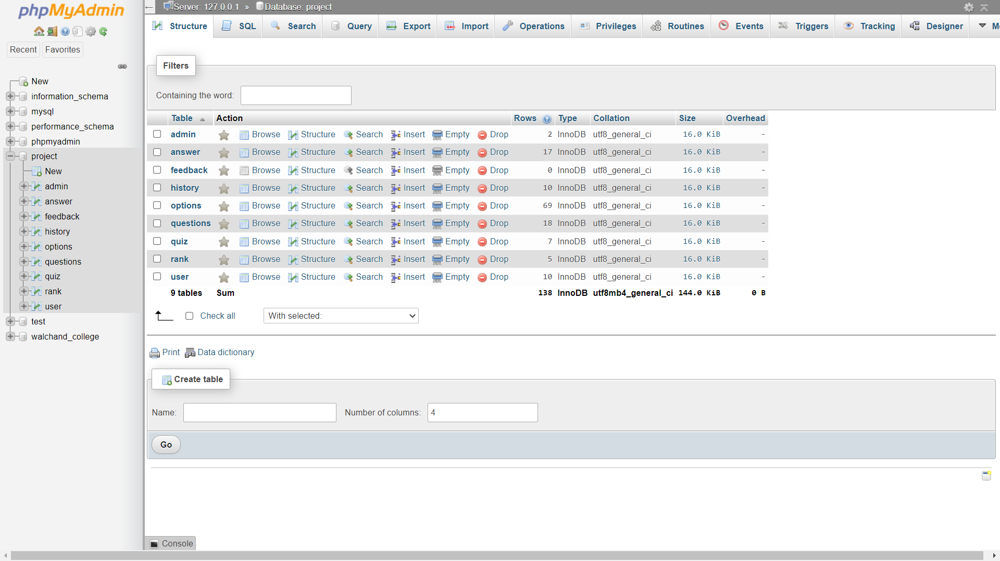 phpMyAdmin
Recent Favorites
New
information_schema
mysql
performance_schema
phpmyadmin
project
New
admin
answer
feedback
history
options
questions
quiz
rank
user
test
walchand_college
← Server: 127.0.0.1 » Database: project
Structure SQL Search Query Export Import Operations Privileges Routines Events Triggers Tracking Designer
Filters
Containing the word:
Table Action Rows Type Collation Size Overhead
admin Browse Structure Search Insert Empty Drop 2 InnoDB utf8_general_ci 16.0 KiB -
answer Browse Structure Search Insert Empty Drop 17 InnoDB utf8_general_ci 16.0 KiB -
feedback Browse Structure Search Insert Empty Drop 0 InnoDB utf8_general_ci 16.0 KiB -
history Browse Structure Search Insert Empty Drop 10 InnoDB utf8_general_ci 16.0 KiB -
options Browse Structure Search Insert Empty Drop 69 InnoDB utf8_general_ci 16.0 KiB -
questions Browse Structure Search Insert Empty Drop 18 InnoDB utf8_general_ci 16.0 KiB -
quiz Browse Structure Search Insert Empty Drop 7 InnoDB utf8_general_ci 16.0 KiB -
rank Browse Structure Search Insert Empty Drop 5 InnoDB utf8_general_ci 16.0 KiB -
user Browse Structure Search Insert Empty Drop 10 InnoDB utf8_general_ci 16.0 KiB -
9 tables Sum 138 InnoDB utf8mb4_general_ci 144.0 KiB 0 B
Check all With selected:
Print Data dictionary
Create table
Name: Number of columns: 4
Go
Console